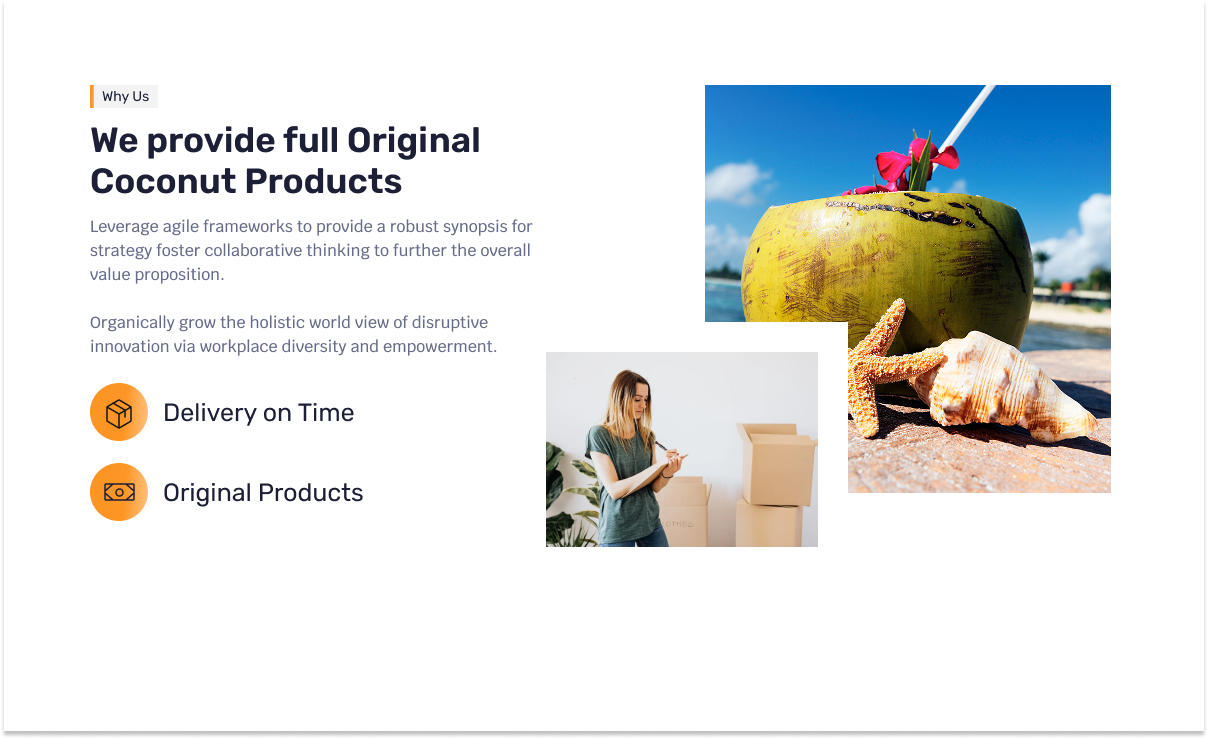 Why Us
We provide full Original
Coconut Products
Leverage agile frameworks to provide a robust synopsis for
strategy foster collaborative thinking to further the overall
value proposition.
Organically grow the holistic world view of disruptive
innovation via workplace diversity and empowerment.
Delivery on Time
Original Products